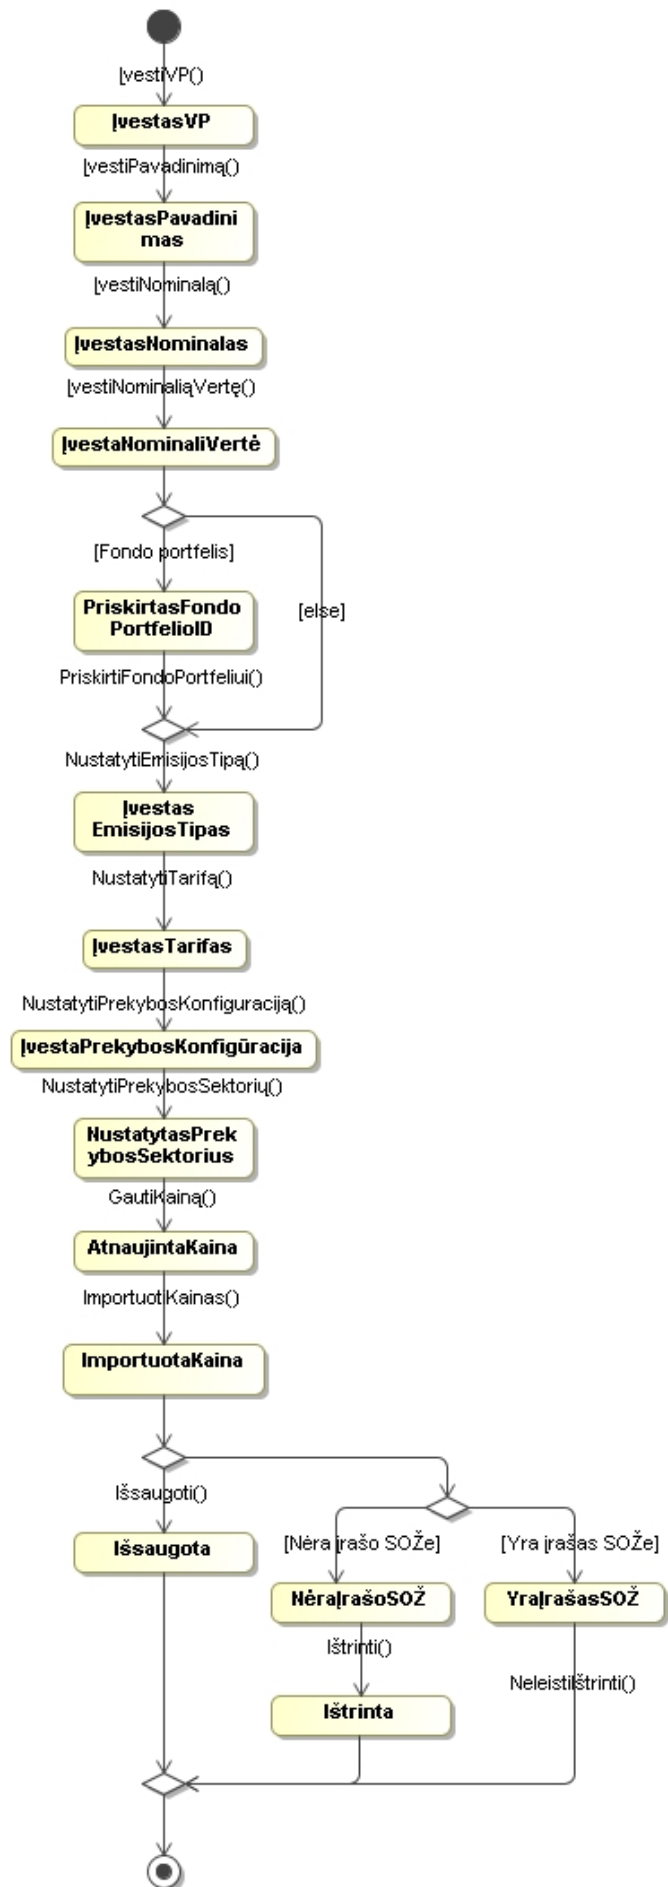 ĮvestiVP()
ĮvestasVP
ĮvestiPavadinimą()
ĮvestasPavadini
mas
ĮvestiNominalą()
ĮvestasNominalas
ĮvestiNominaliąVertę()
ĮvestaNominaliVertė
[Fondo portfelis]
[else]
PriskirtasFondo
PortfelioID
PriskirtiFondoPortfeliui()
NustatytiEmisijosTipą()
Įvestas
EmisijosTipas
NustatytiTarifą()
ĮvestasTarifas
NustatytiPrekybosKonfiguraciją()
ĮvestaPrekybosKonfigūracija
NustatytiPrekybosSektorių()
NustatytasPrek
ybosSektorius
GautiKainą()
AtnaujintaKaina
ImportuotiKainas()
ImportuotaKaina
Išsaugoti()
[Nėra įrašo SOŽe]
[Yra įrašas SOŽe]
Išsaugota
NėraĮrašoSOŽ
YraĮrašasSOŽ
Ištrinti()
NeleistiIštrinti()
Ištrinta